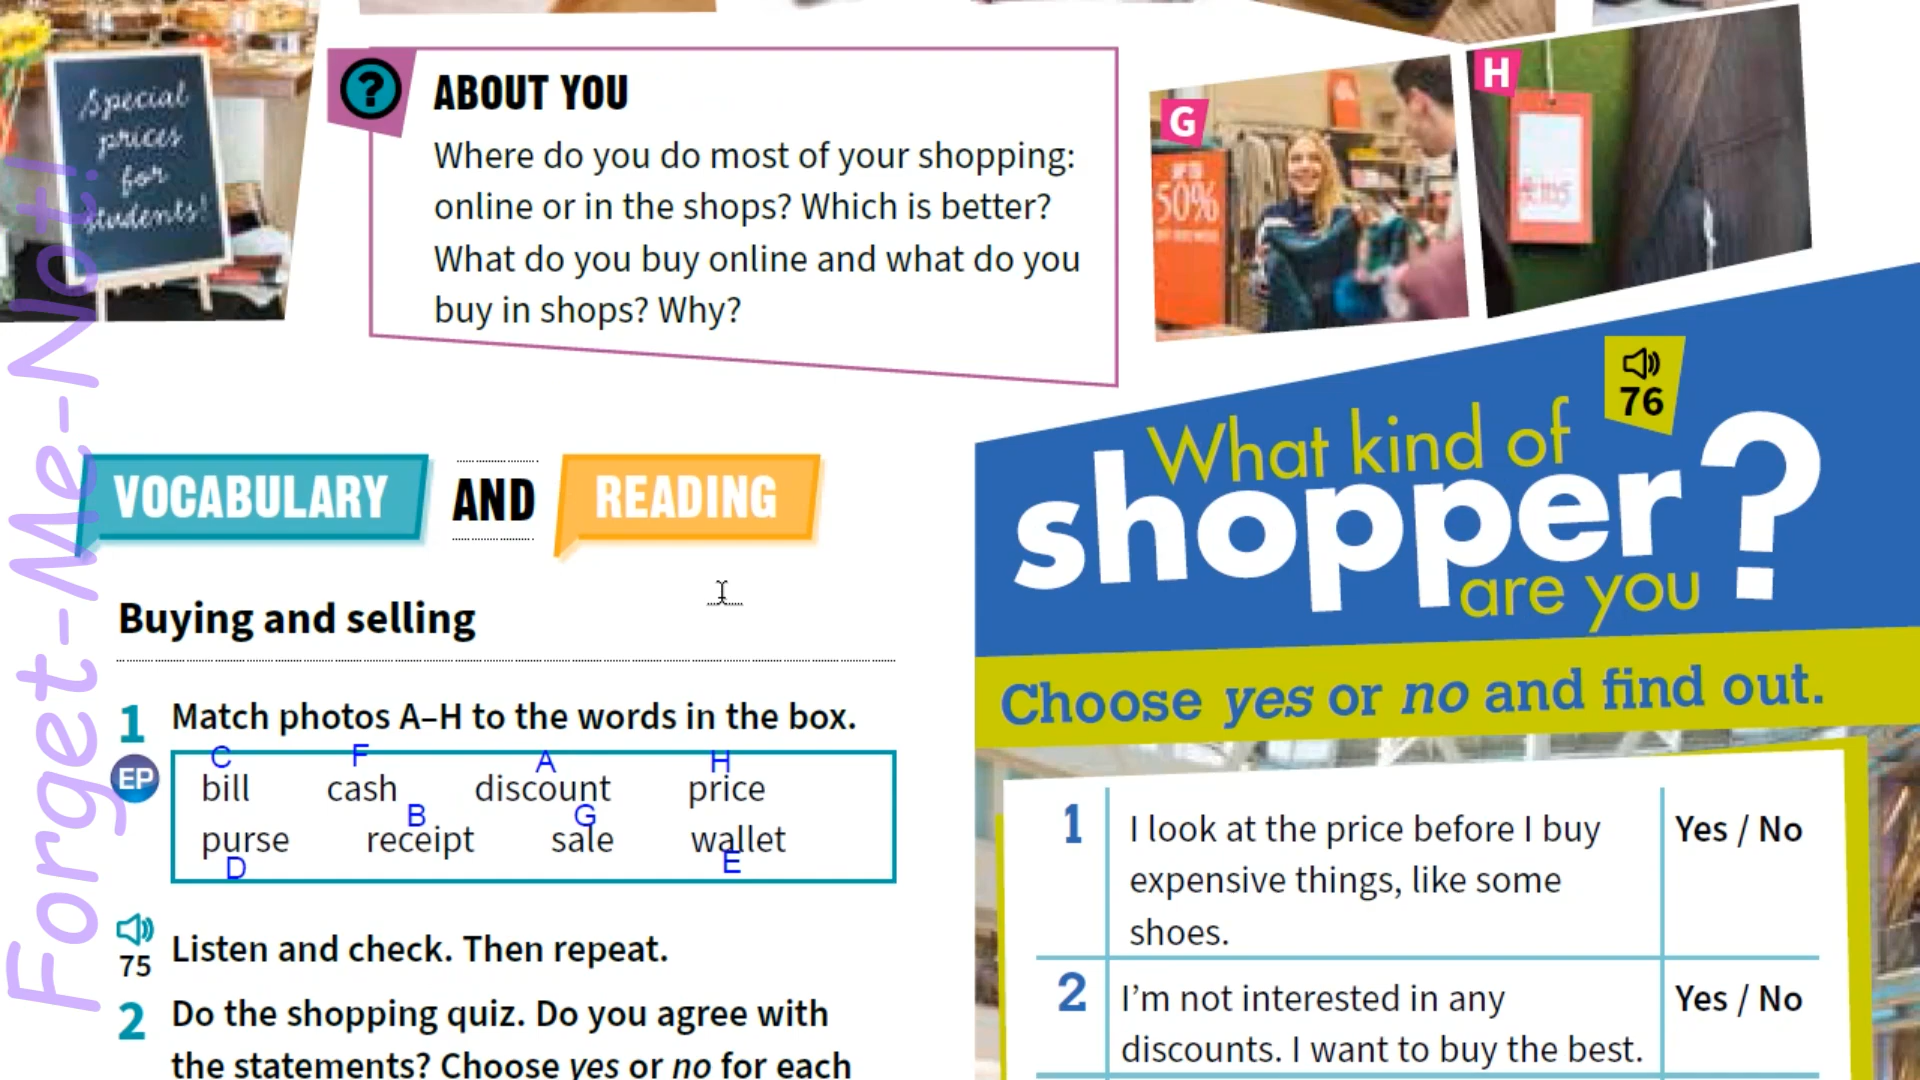 Special
prices
for
students!
?
ABOUT YOU
Where do you do most of your shopping:
online or in the shops? Which is better?
What do you buy online and what do you
buy in shops? Why?
G
50%
H
Forget-Me-Not!
VOCABULARY AND READING
Buying and selling
1 Match photos A–H to the words in the box.
EP
C F A H
bill cash discount price
B G
purse receipt sale wallet
D E
75 Listen and check. Then repeat.
2 Do the shopping quiz. Do you agree with
the statements? Choose yes or no for each
76
What kind of
shopper?
are you
Choose yes or no and find out.
1 I look at the price before I buy
expensive things, like some
shoes.
Yes / No
2 I'm not interested in any
discounts. I want to buy the best.
Yes / No